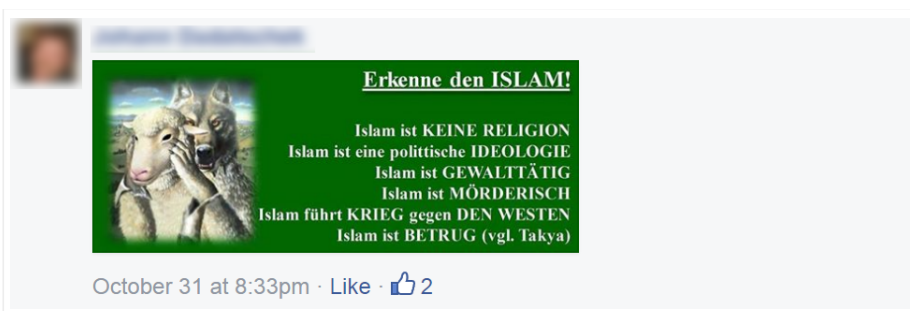 Erkenne den ISLAM!
Islam ist KEINE RELIGION
Islam ist eine polittische IDEOLOGIE
Islam ist GEWALTTÄTIG
Islam ist MÖRDERISCH
Islam führt KRIEG gegen DEN WESTEN
Islam ist BETRUG (vgl. Takya)
October 31 at 8:33pm · Like · 2